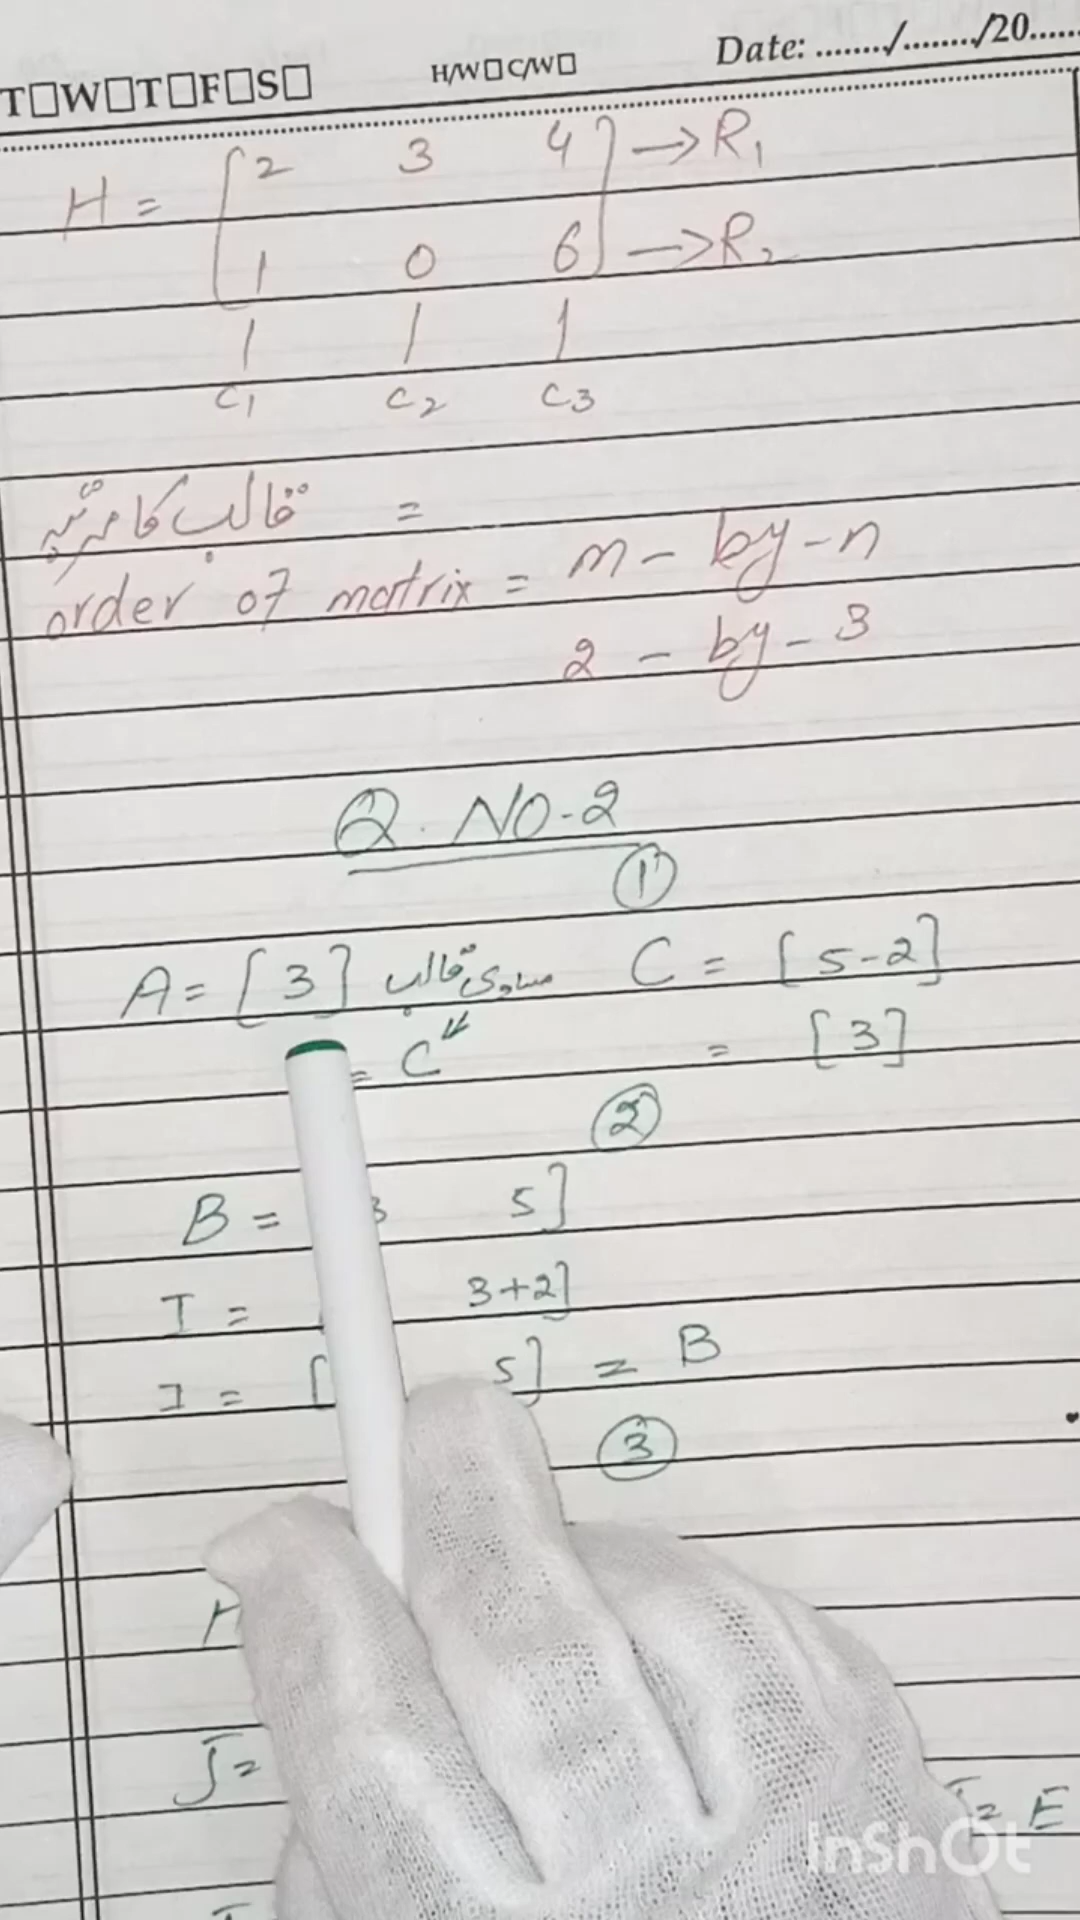 T□W□T□F□S□ H/W□C/W□ Date: ......../......../20......
H = [2 3 4] → R₁
1 0 6] → R₂
C₁ C₂ C₃
قالب کا مرتبہ =
order of matrix = m - by - n
2 - by - 3
Q. NO-2
①
A = [3] مساوی قالب C = [5-2]
= C = [3]
②
B = 3 5]
I = 3+2]
I = [ 5] = B
③
J=
= E
InShOt